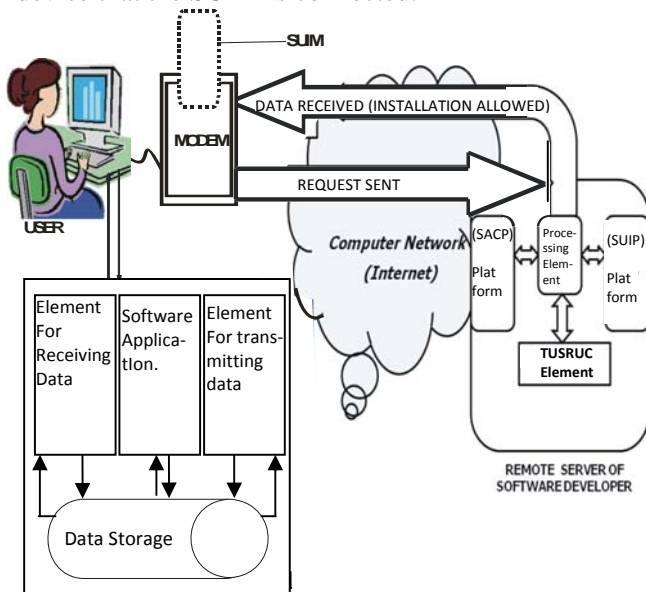 SUIM
DATA RECEIVED (INSTALLATION ALLOWED)
MODEM
REQUEST SENT
USER
Computer Network
(Internet)
(SACP)
Plat
form
Proce-
ssing
Elem-
ent
(SUIP)
Plat
form
TUSRUC
Element
REMOTE SERVER OF
SOFTWARE DEVELOPER
Element
For
Receiving
Data
Software
Applica-
tIon.
Element
For trans-
mitting
data
Data Storage